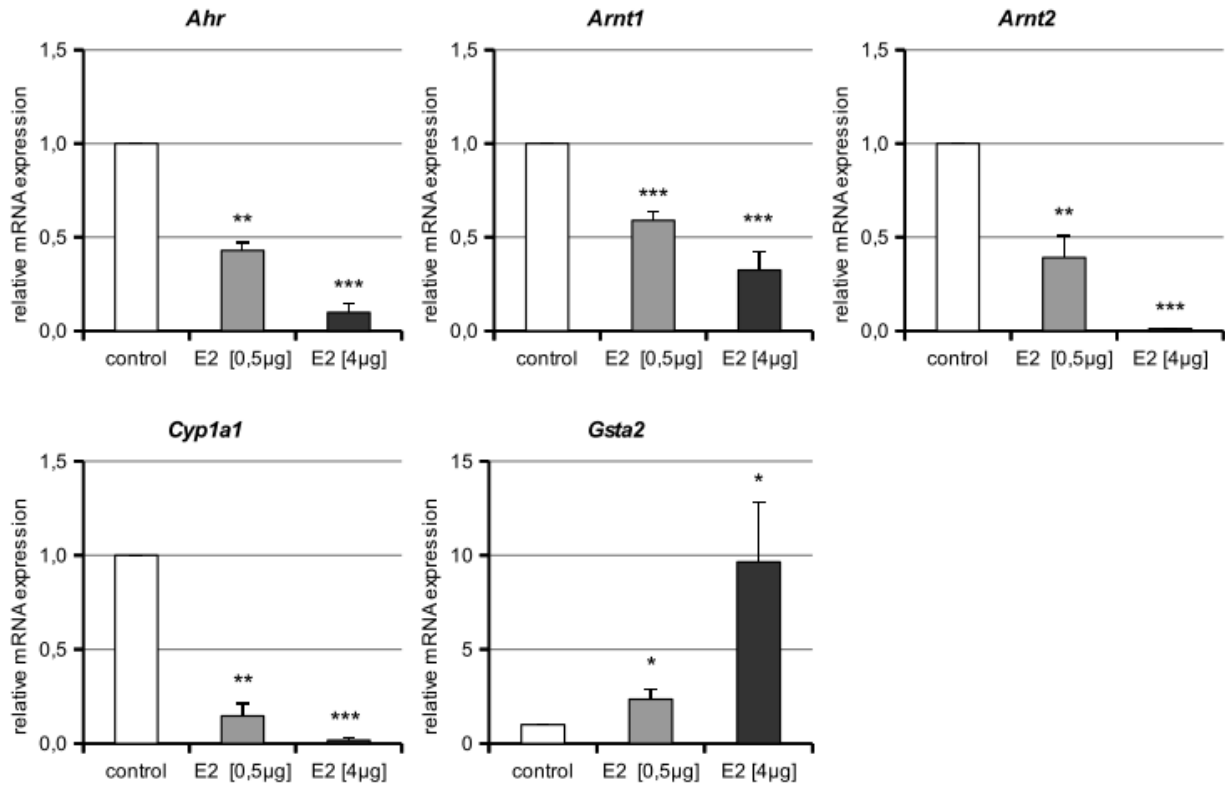 Ahr
relative mRNA expression
1,5
1,0
0,5
0,0
**
***
control
E2 [0,5µg]
E2 [4µg]
Arnt1
relative mRNA expression
1,5
1,0
0,5
0,0
***
***
control
E2 [0,5µg]
E2 [4µg]
Arnt2
relative mRNA expression
1,5
1,0
0,5
0,0
**
***
control
E2 [0,5µg]
E2 [4µg]
Cyp1a1
relative mRNA expression
1,5
1,0
0,5
0,0
**
***
control
E2 [0,5µg]
E2 [4µg]
Gsta2
relative mRNA expression
15
10
5
0
*
*
control
E2 [0,5µg]
E2 [4µg]